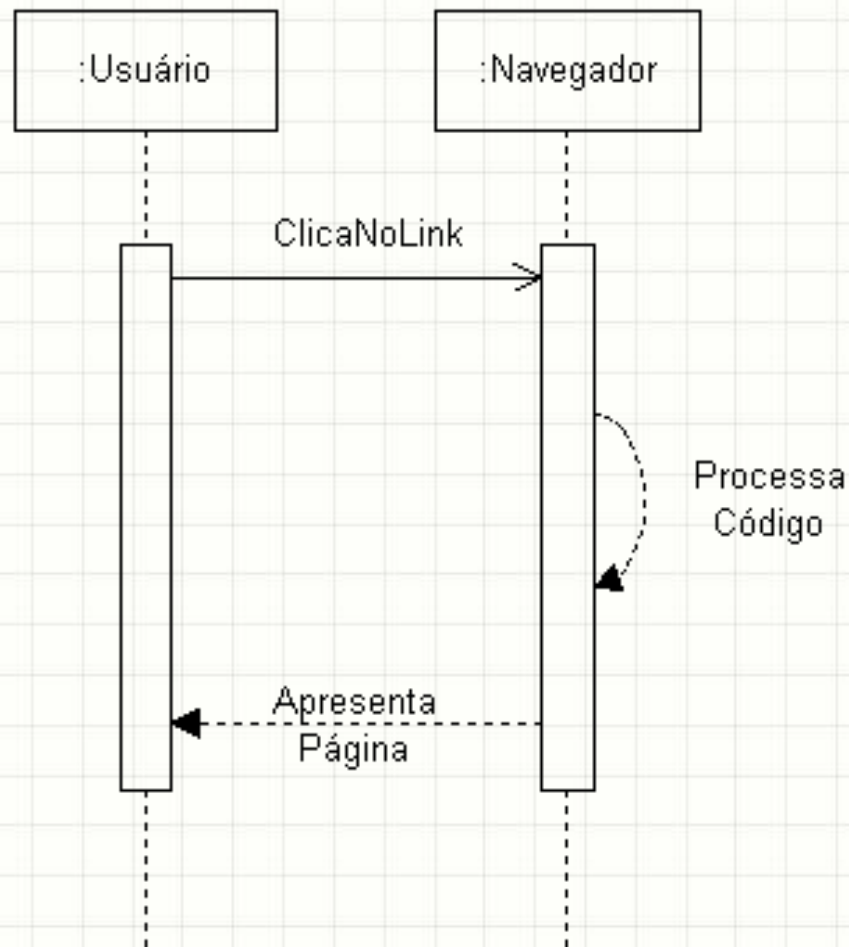 :Usuário
:Navegador
ClicaNoLink
Processa
Código
Apresenta
Página